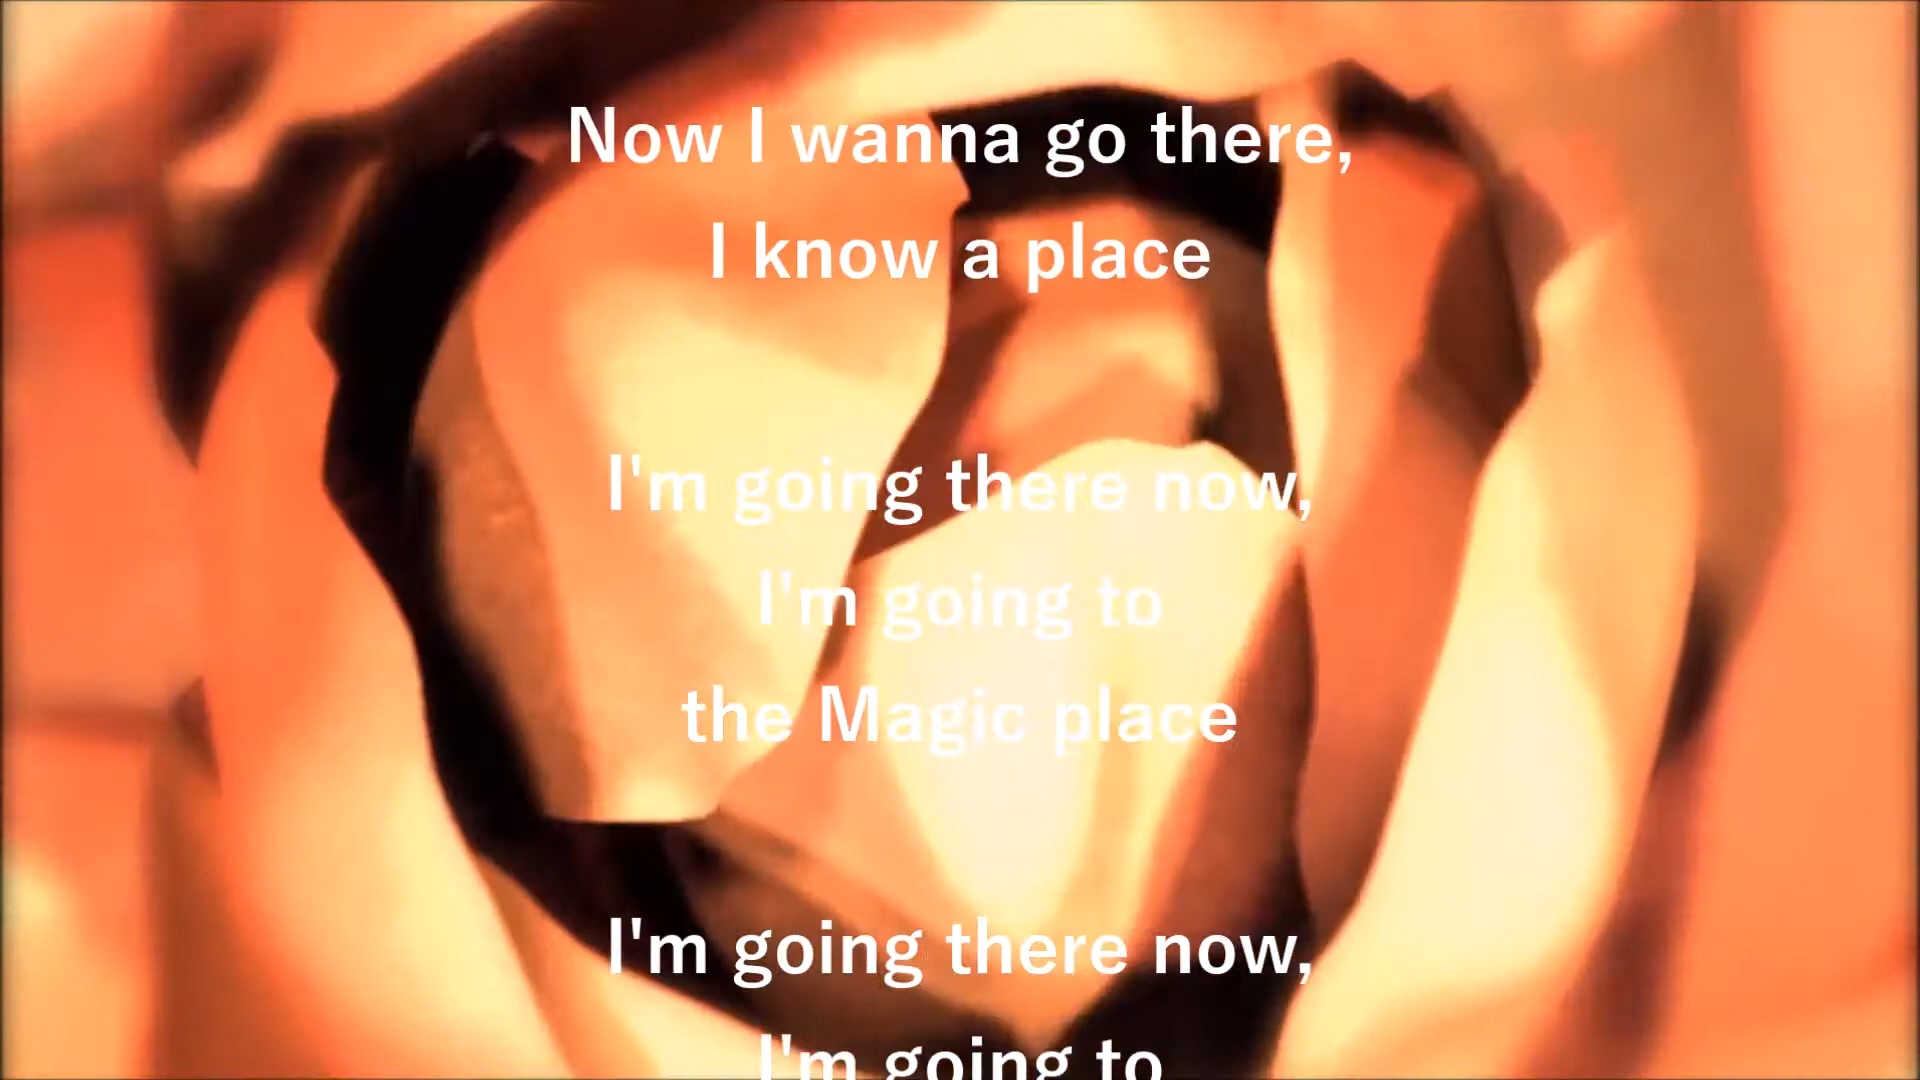 Now I wanna go there,
I know a place
I'm going there now,
I'm going to
the Magic place
I'm going there now,
I'm going to